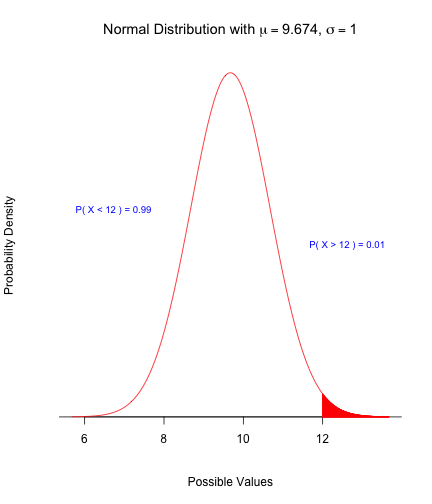 Normal Distribution with μ = 9.674, σ = 1
Probability Density
P( X < 12 ) = 0.99
P( X > 12 ) = 0.01
6 8 10 12
Possible Values